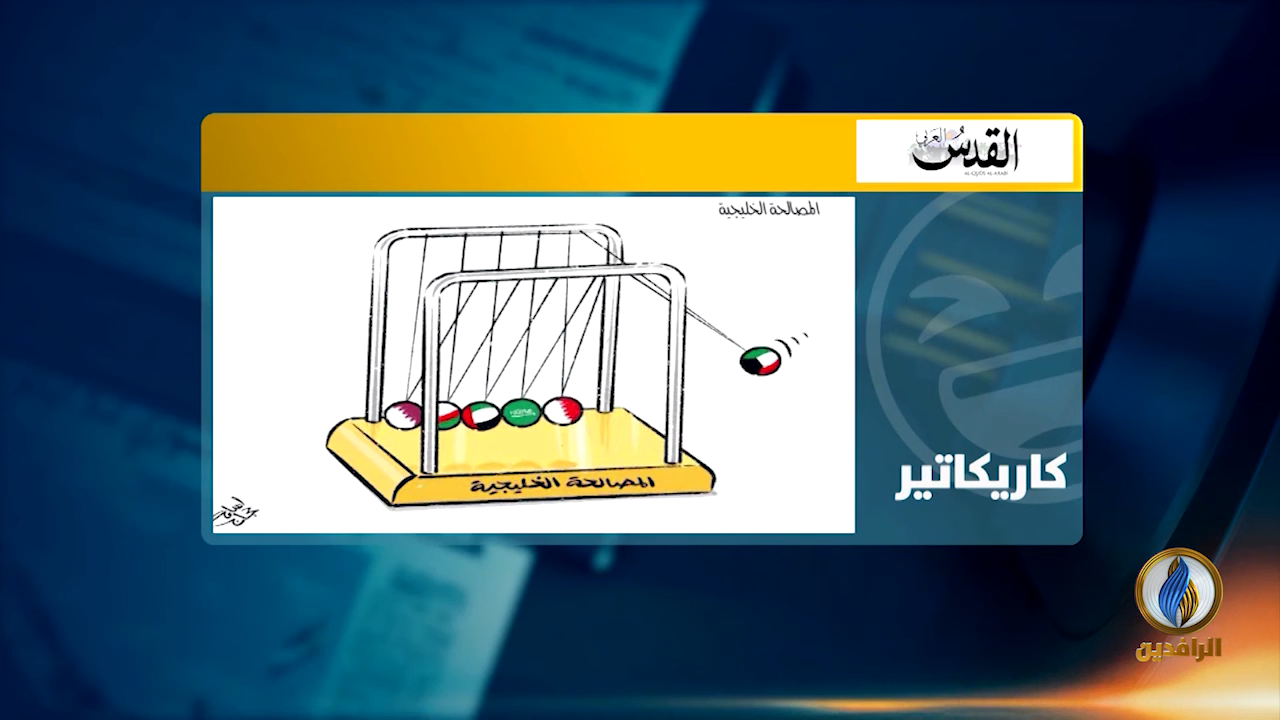 القدس العربي
AL-QUDS AL-ARABI
المصالحة الخليجية
المصالحة الخليجية
كاريكاتير
الرافدين